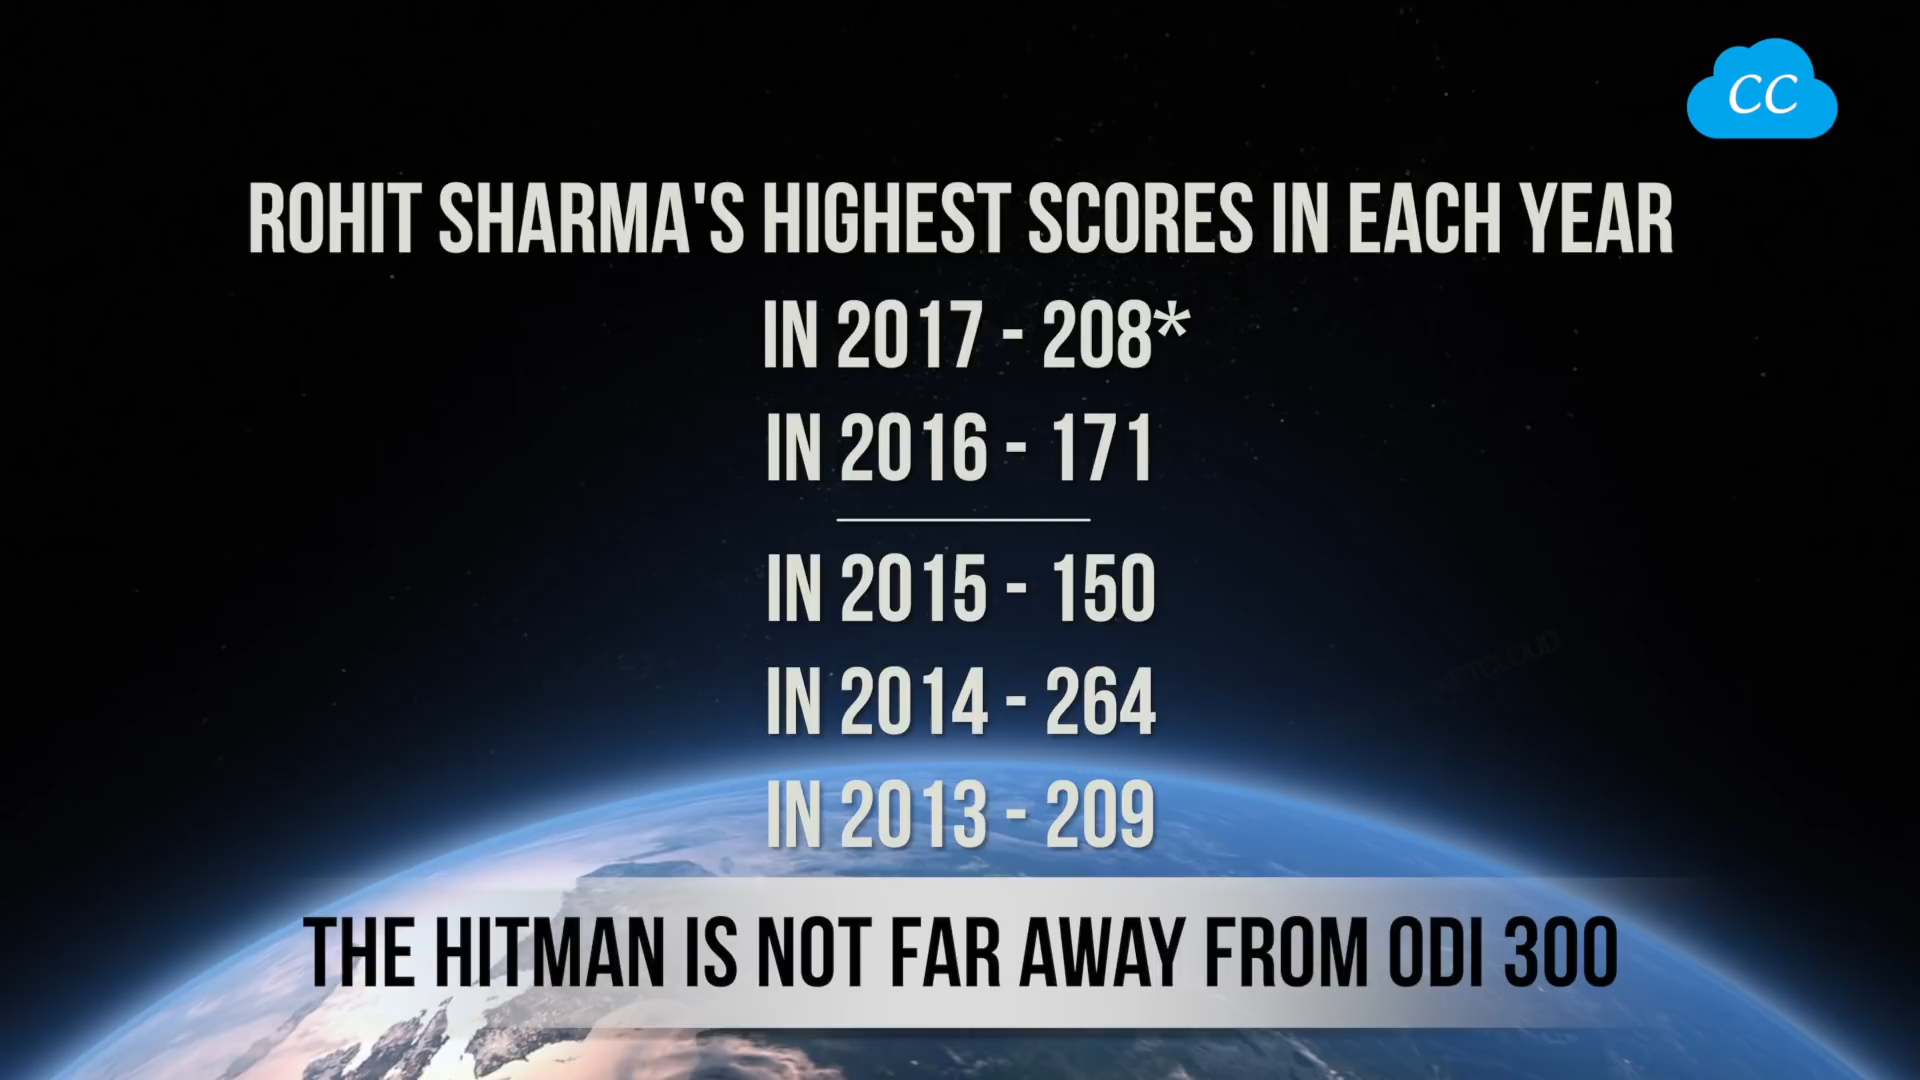 CC
ROHIT SHARMA'S HIGHEST SCORES IN EACH YEAR
IN 2017 - 208*
IN 2016 - 171
IN 2015 - 150
IN 2014 - 264
IN 2013 - 209
THE HITMAN IS NOT FAR AWAY FROM ODI 300